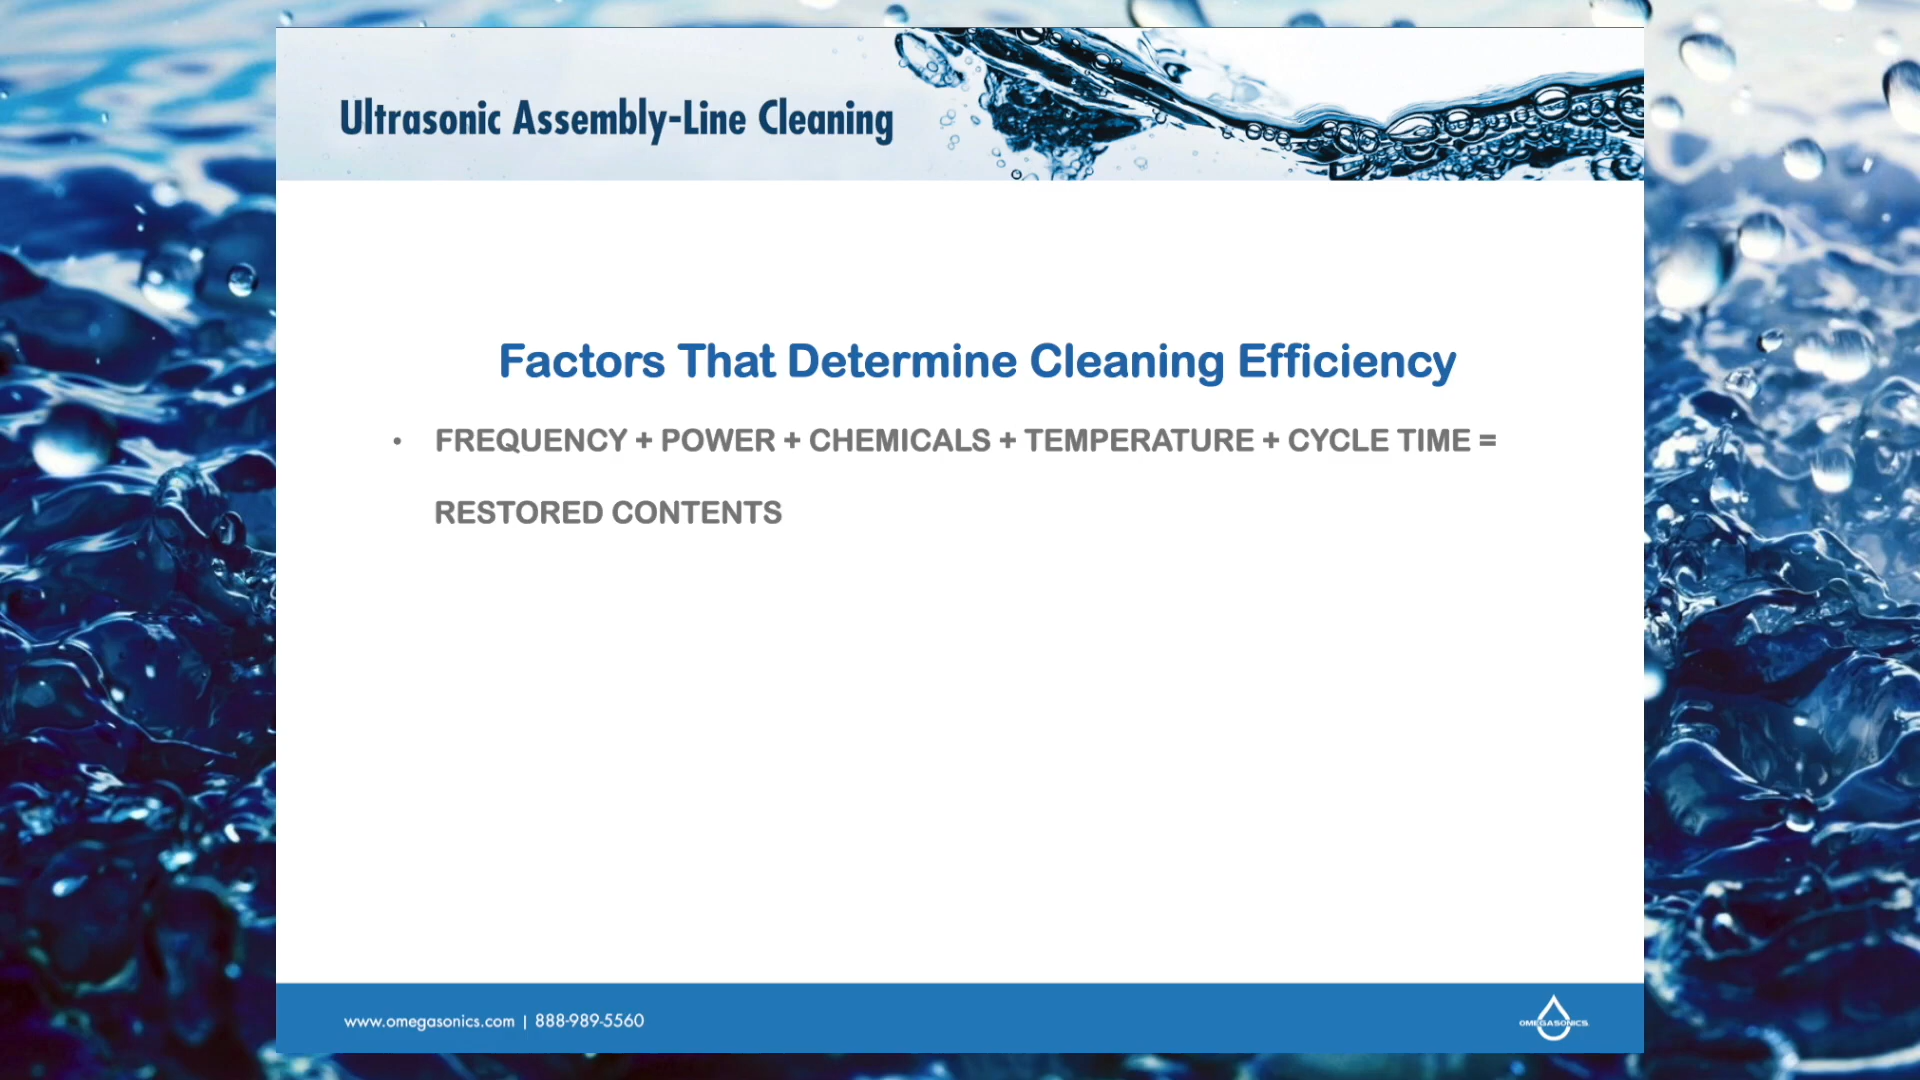 Ultrasonic Assembly-Line Cleaning
Factors That Determine Cleaning Efficiency
• FREQUENCY + POWER + CHEMICALS + TEMPERATURE + CYCLE TIME =
RESTORED CONTENTS
www.omegasonics.com | 888-989-5560
OMEGASONICS